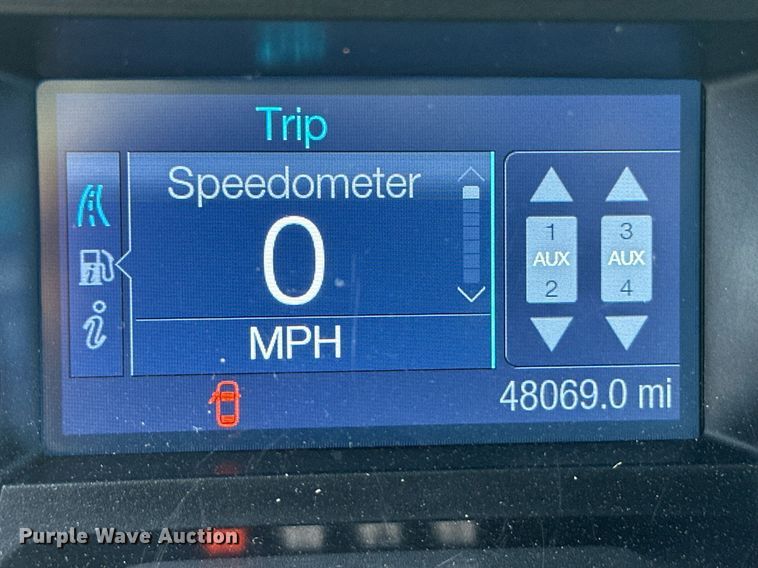 Trip
Speedometer
0
MPH
1 3
AUX AUX
2 4
48069.0 mi
Purple Wave Auction